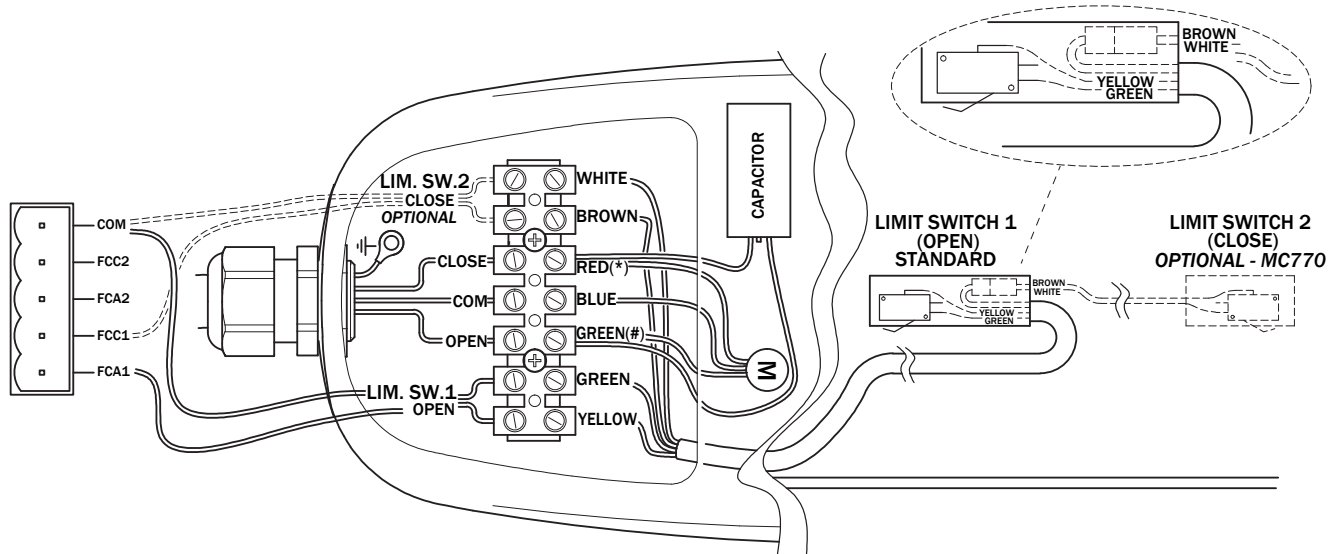 COM
FCC2
FCA2
FCC1
FCA1
LIM. SW.2
CLOSE
OPTIONAL
CLOSE
COM
OPEN
LIM. SW.1
OPEN
WHITE
BROWN
RED(*)
BLUE
GREEN(#)
GREEN
YELLOW
CAPACITOR
M
BROWN
WHITE
YELLOW
GREEN
LIMIT SWITCH 1
(OPEN)
STANDARD
BROWN
WHITE
YELLOW
GREEN
LIMIT SWITCH 2
(CLOSE)
OPTIONAL - MC770